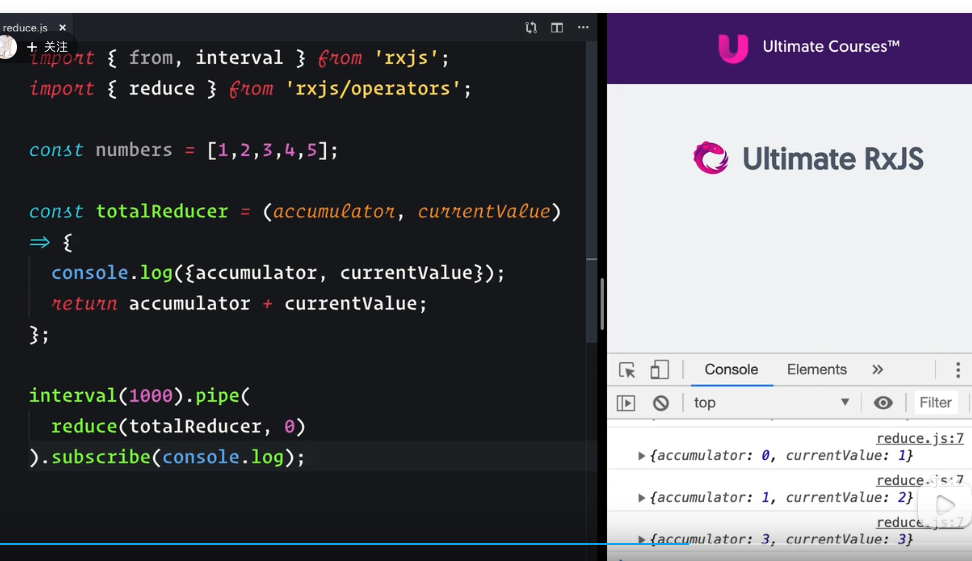 reduce.js ×
+ 关注
import { from, interval } from 'rxjs';
import { reduce } from 'rxjs/operators';
const numbers = [1,2,3,4,5];
const totalReducer = (accumulator, currentValue)
=> {
console.log({accumulator, currentValue});
return accumulator + currentValue;
};
interval(1000).pipe(
reduce(totalReducer, 0)
).subscribe(console.log);
Ultimate Courses™
Ultimate RxJS
Console Elements »
top Filter
reduce.js:7
{accumulator: 0, currentValue: 1}
reduce.js:7
{accumulator: 1, currentValue: 2}
reduce.js:7
{accumulator: 3, currentValue: 3}